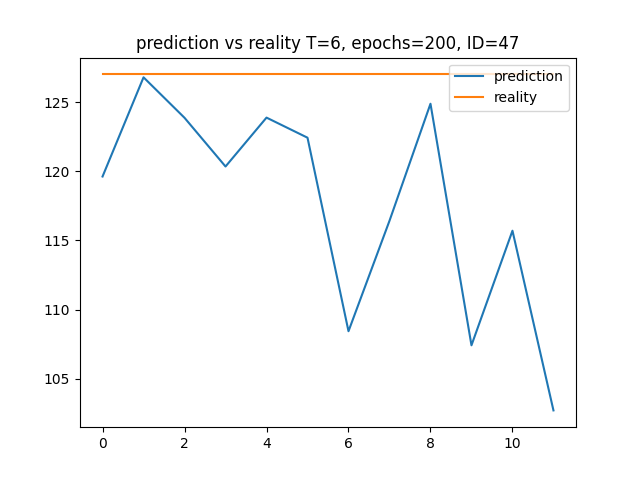 prediction vs reality T=6, epochs=200, ID=47
prediction
reality
125
120
115
110
105
0 2 4 6 8 10